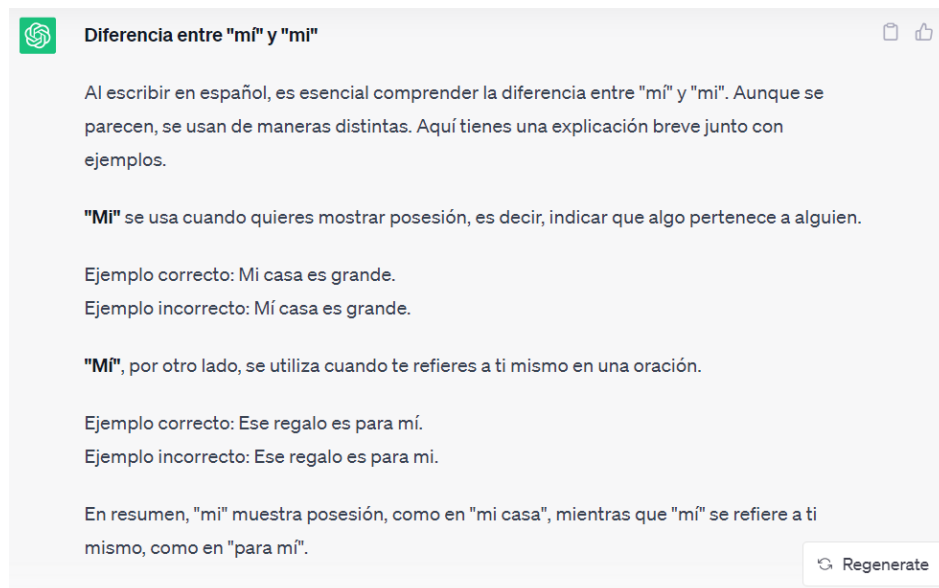 Diferencia entre "mí" y "mi"
Al escribir en español, es esencial comprender la diferencia entre "mí" y "mi". Aunque se
parecen, se usan de maneras distintas. Aquí tienes una explicación breve junto con
ejemplos.
"Mi" se usa cuando quieres mostrar posesión, es decir, indicar que algo pertenece a alguien.
Ejemplo correcto: Mi casa es grande.
Ejemplo incorrecto: Mí casa es grande.
"Mí", por otro lado, se utiliza cuando te refieres a ti mismo en una oración.
Ejemplo correcto: Ese regalo es para mí.
Ejemplo incorrecto: Ese regalo es para mi.
En resumen, "mi" muestra posesión, como en "mi casa", mientras que "mí" se refiere a ti
mismo, como en "para mí".
Regenerate